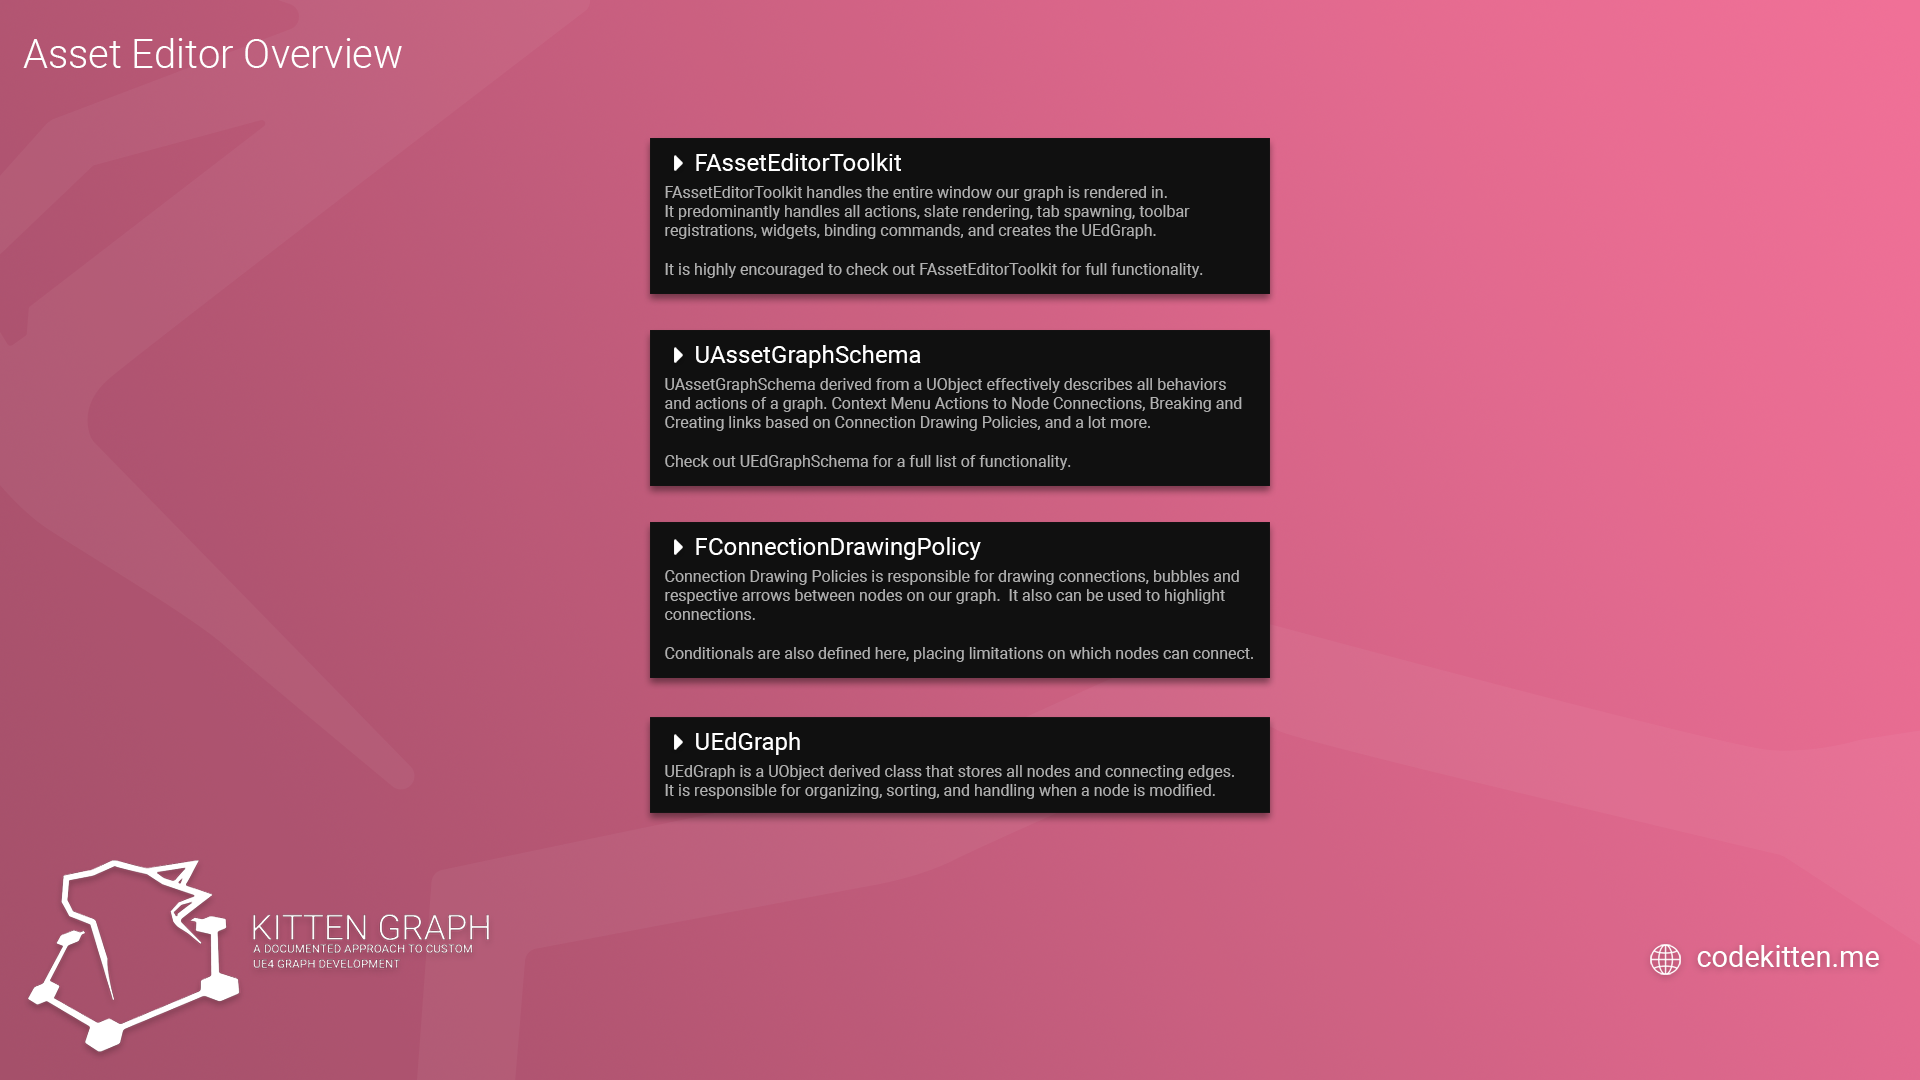 Asset Editor Overview
FAssetEditorToolkit
FAssetEditorToolkit handles the entire window our graph is rendered in.
It predominantly handles all actions, slate rendering, tab spawning, toolbar
registrations, widgets, binding commands, and creates the UEdGraph.
It is highly encouraged to check out FAssetEditorToolkit for full functionality.
UAssetGraphSchema
UAssetGraphSchema derived from a UObject effectively describes all behaviors
and actions of a graph. Context Menu Actions to Node Connections, Breaking and
Creating links based on Connection Drawing Policies, and a lot more.
Check out UEdGraphSchema for a full list of functionality.
FConnectionDrawingPolicy
Connection Drawing Policies is responsible for drawing connections, bubbles and
respective arrows between nodes on our graph.  It also can be used to highlight
connections.
Conditionals are also defined here, placing limitations on which nodes can connect.
UEdGraph
UEdGraph is a UObject derived class that stores all nodes and connecting edges.
It is responsible for organizing, sorting, and handling when a node is modified.
KITTEN GRAPH
A DOCUMENTED APPROACH TO CUSTOM
UE4 GRAPH DEVELOPMENT
codekitten.me